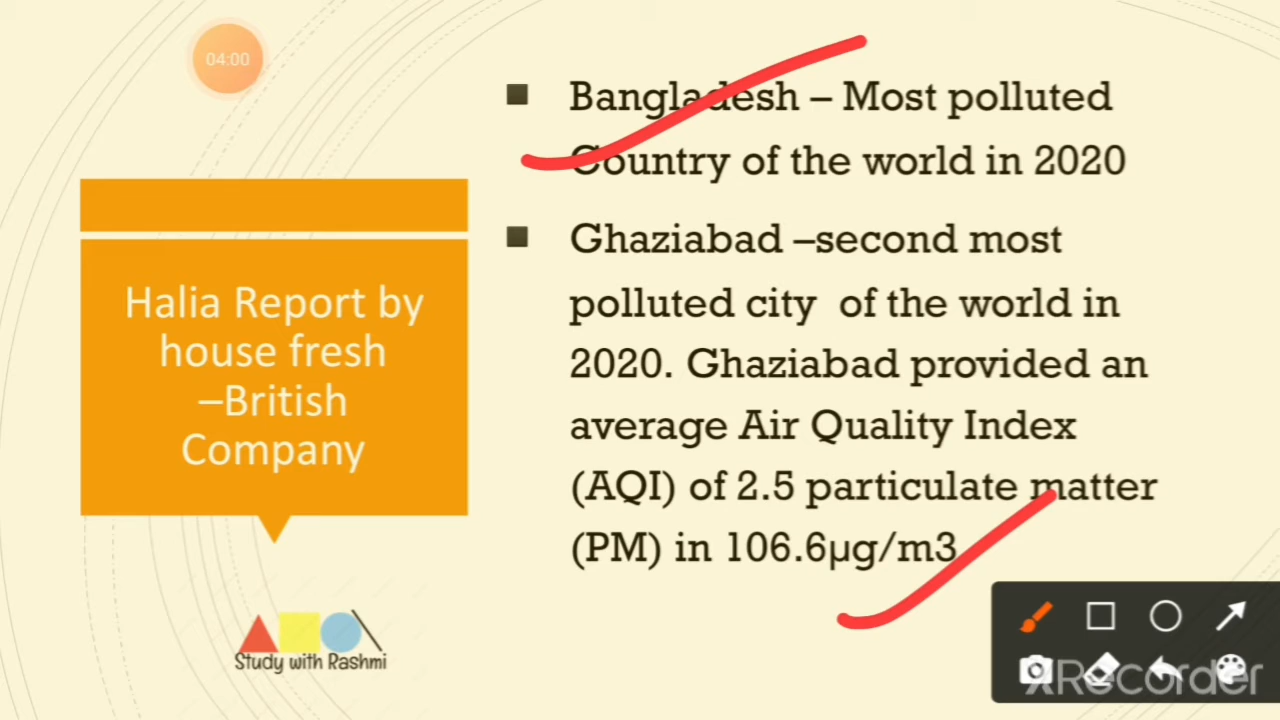 04:00
Bangladesh – Most polluted
Country of the world in 2020
Ghaziabad –second most
polluted city of the world in
2020. Ghaziabad provided an
average Air Quality Index
(AQI) of 2.5 particulate matter
(PM) in 106.6µg/m3
Halia Report by
house fresh
–British
Company
Study with Rashmi
XRecorder